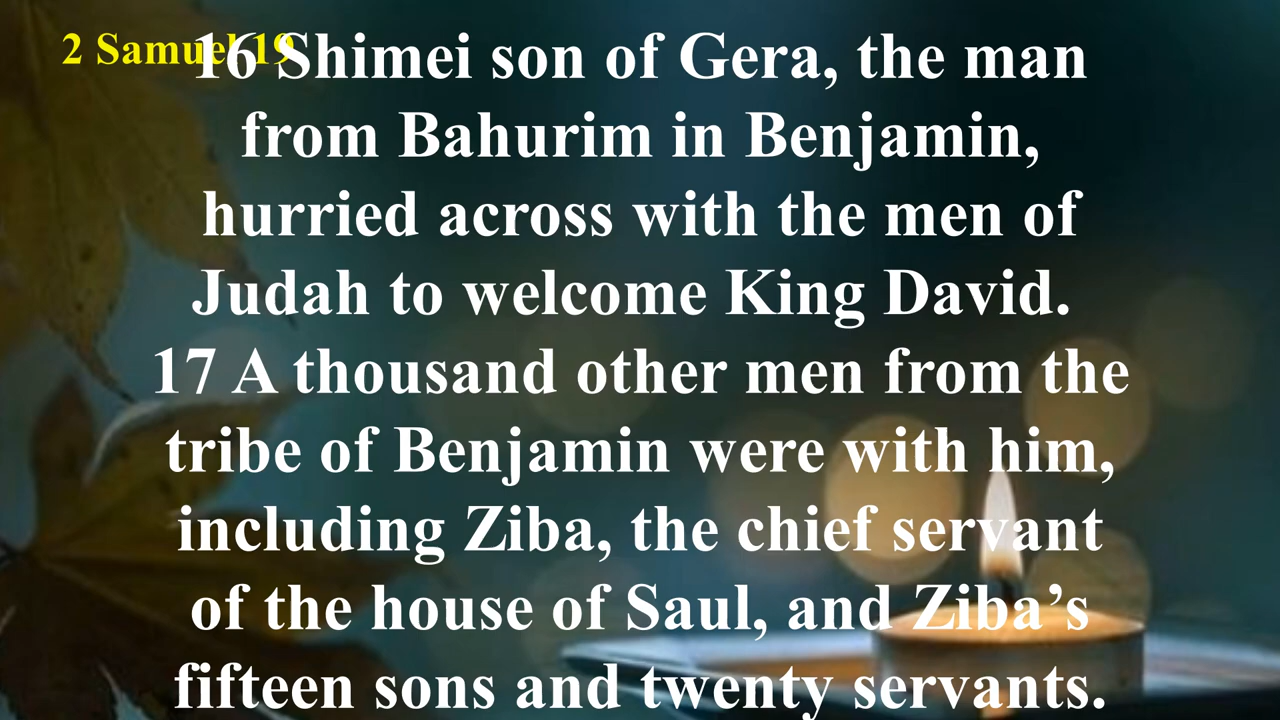 2 Samuel 19
16 Shimei son of Gera, the man
from Bahurim in Benjamin,
hurried across with the men of
Judah to welcome King David.
17 A thousand other men from the
tribe of Benjamin were with him,
including Ziba, the chief servant
of the house of Saul, and Ziba’s
fifteen sons and twenty servants.